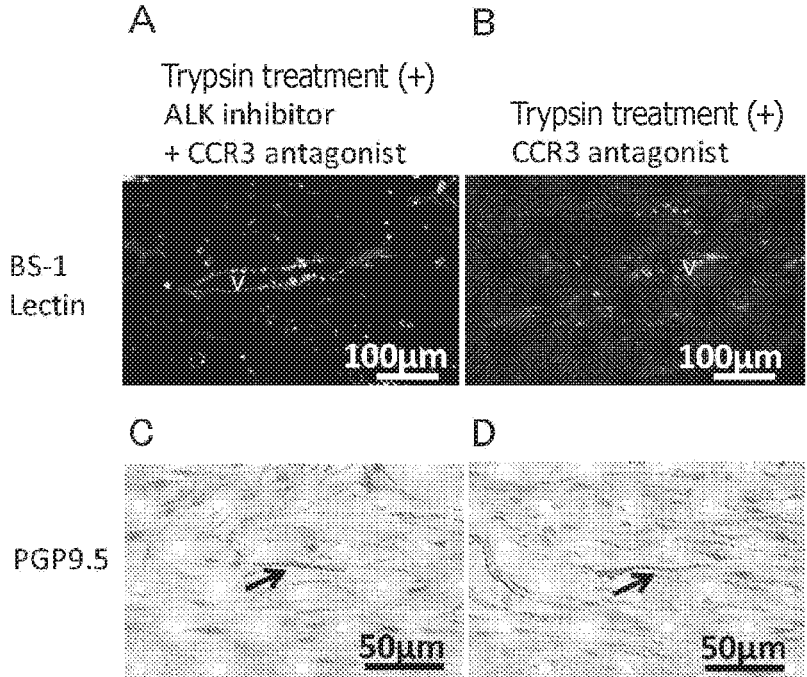 A
B
Trypsin treatment (+)
ALK inhibitor
+ CCR3 antagonist
Trypsin treatment (+)
CCR3 antagonist
BS-1
Lectin
V
100µm
V
100µm
C
D
PGP9.5
50µm
50µm